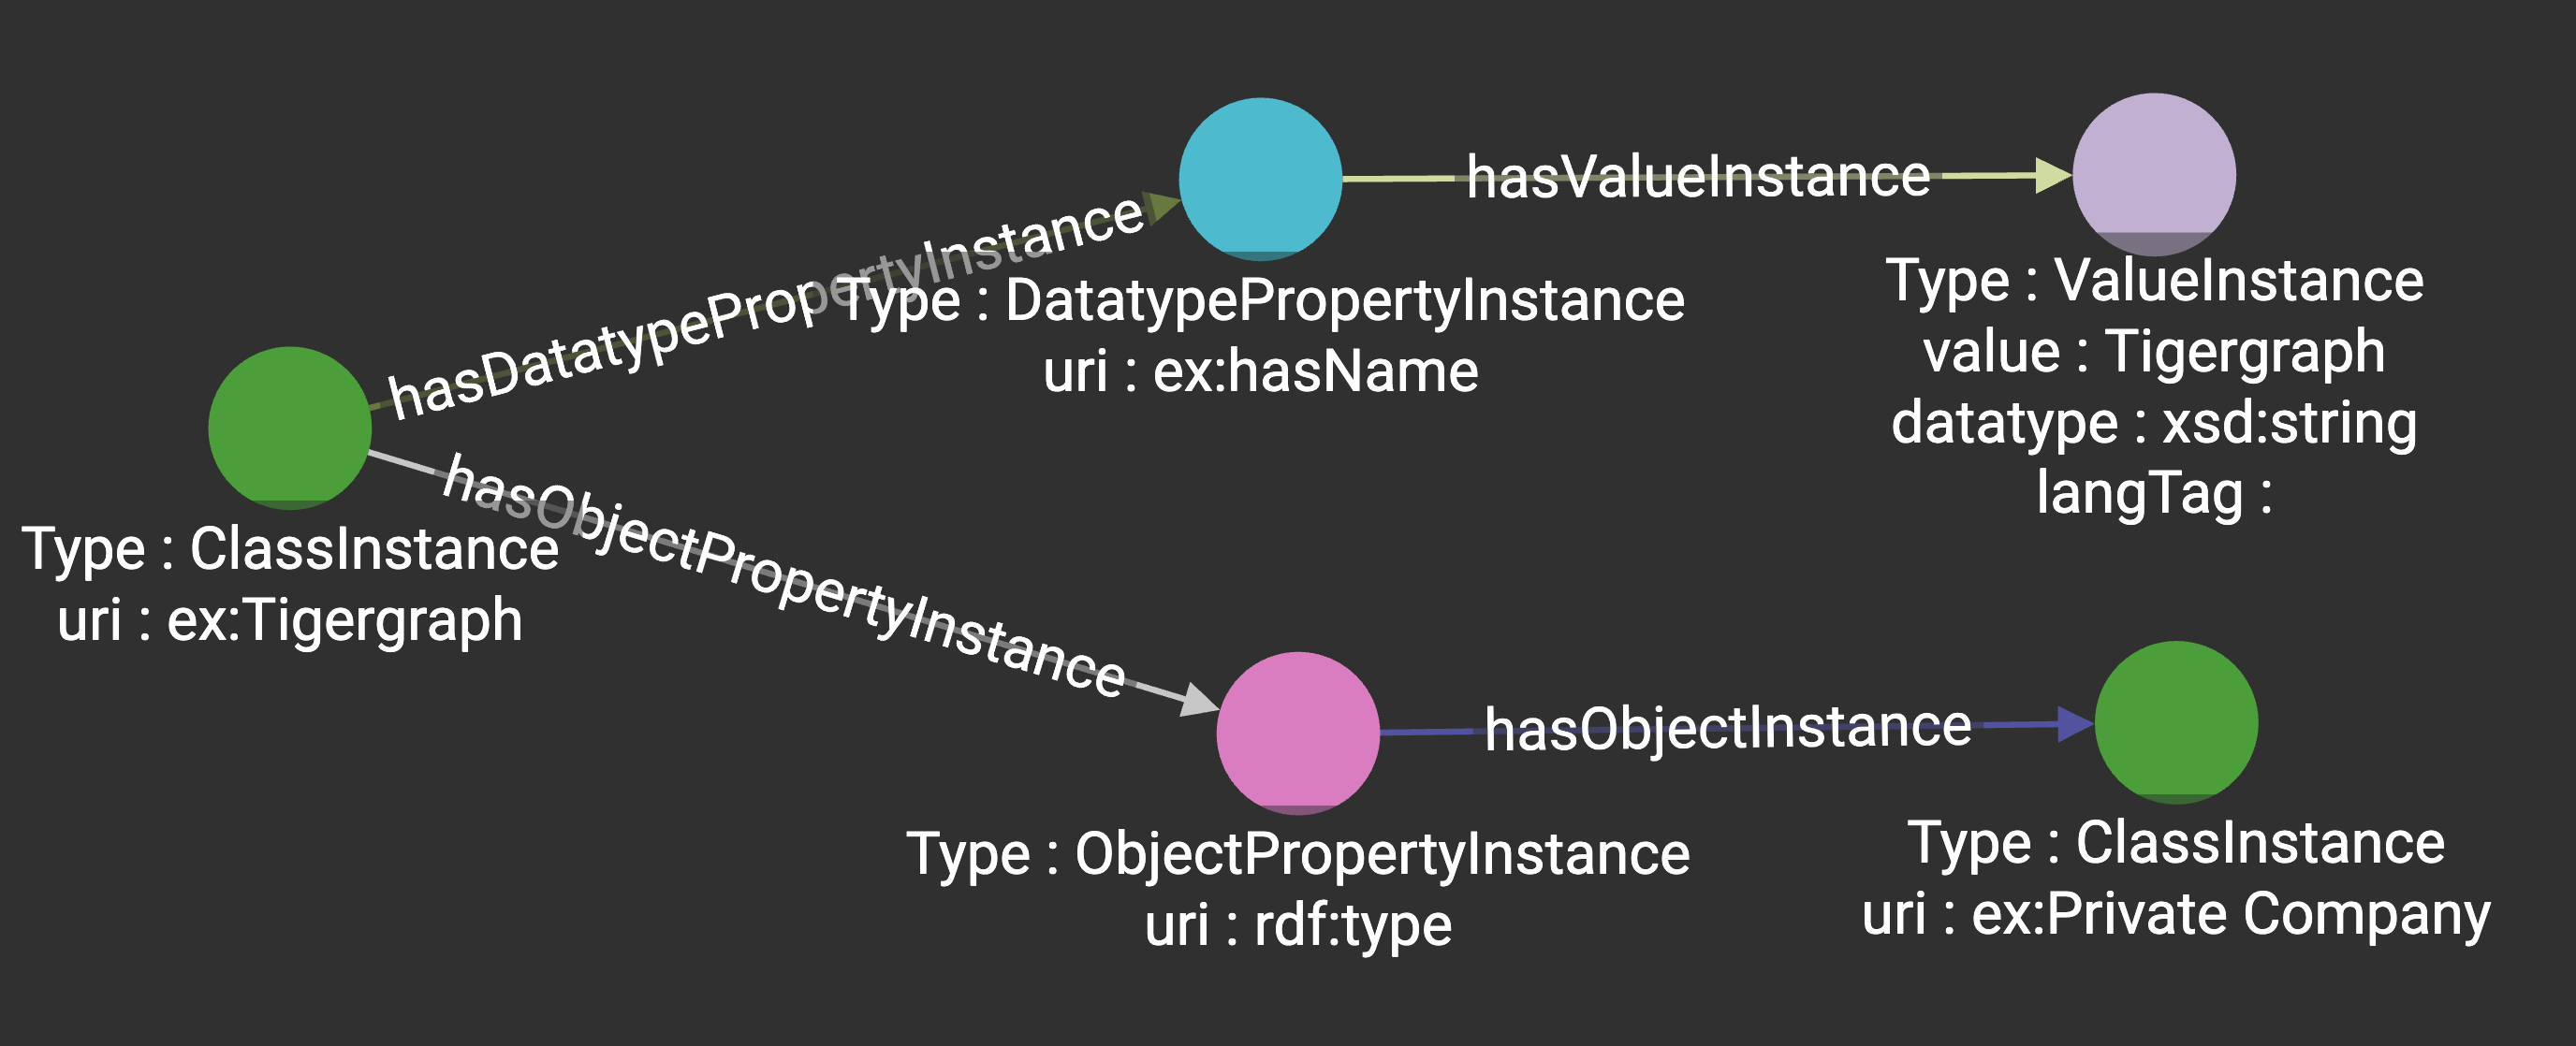 hasDatatypePropertyInstance
hasValueInstance
Type : DatatypePropertyInstance
uri : ex:hasName
Type : ValueInstance
value : Tigergraph
datatype : xsd:string
langTag :
Type : ClassInstance
uri : ex:Tigergraph
hasObjectPropertyInstance
hasObjectInstance
Type : ObjectPropertyInstance
uri : rdf:type
Type : ClassInstance
uri : ex:Private Company